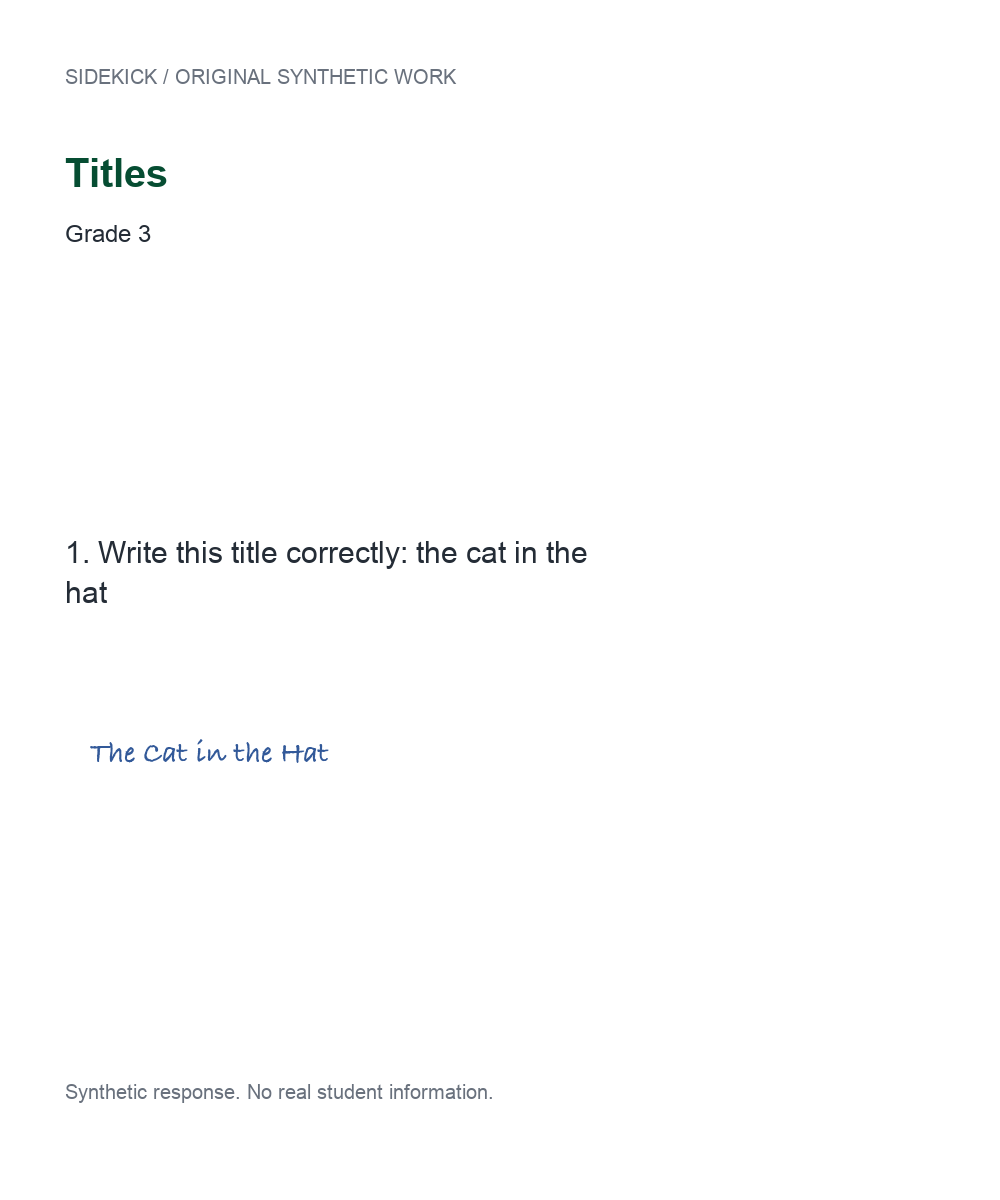 SIDEKICK / ORIGINAL SYNTHETIC WORK
Titles
Grade 3
1. Write this title correctly: the cat in the
hat
The Cat in the Hat
Synthetic response. No real student information.